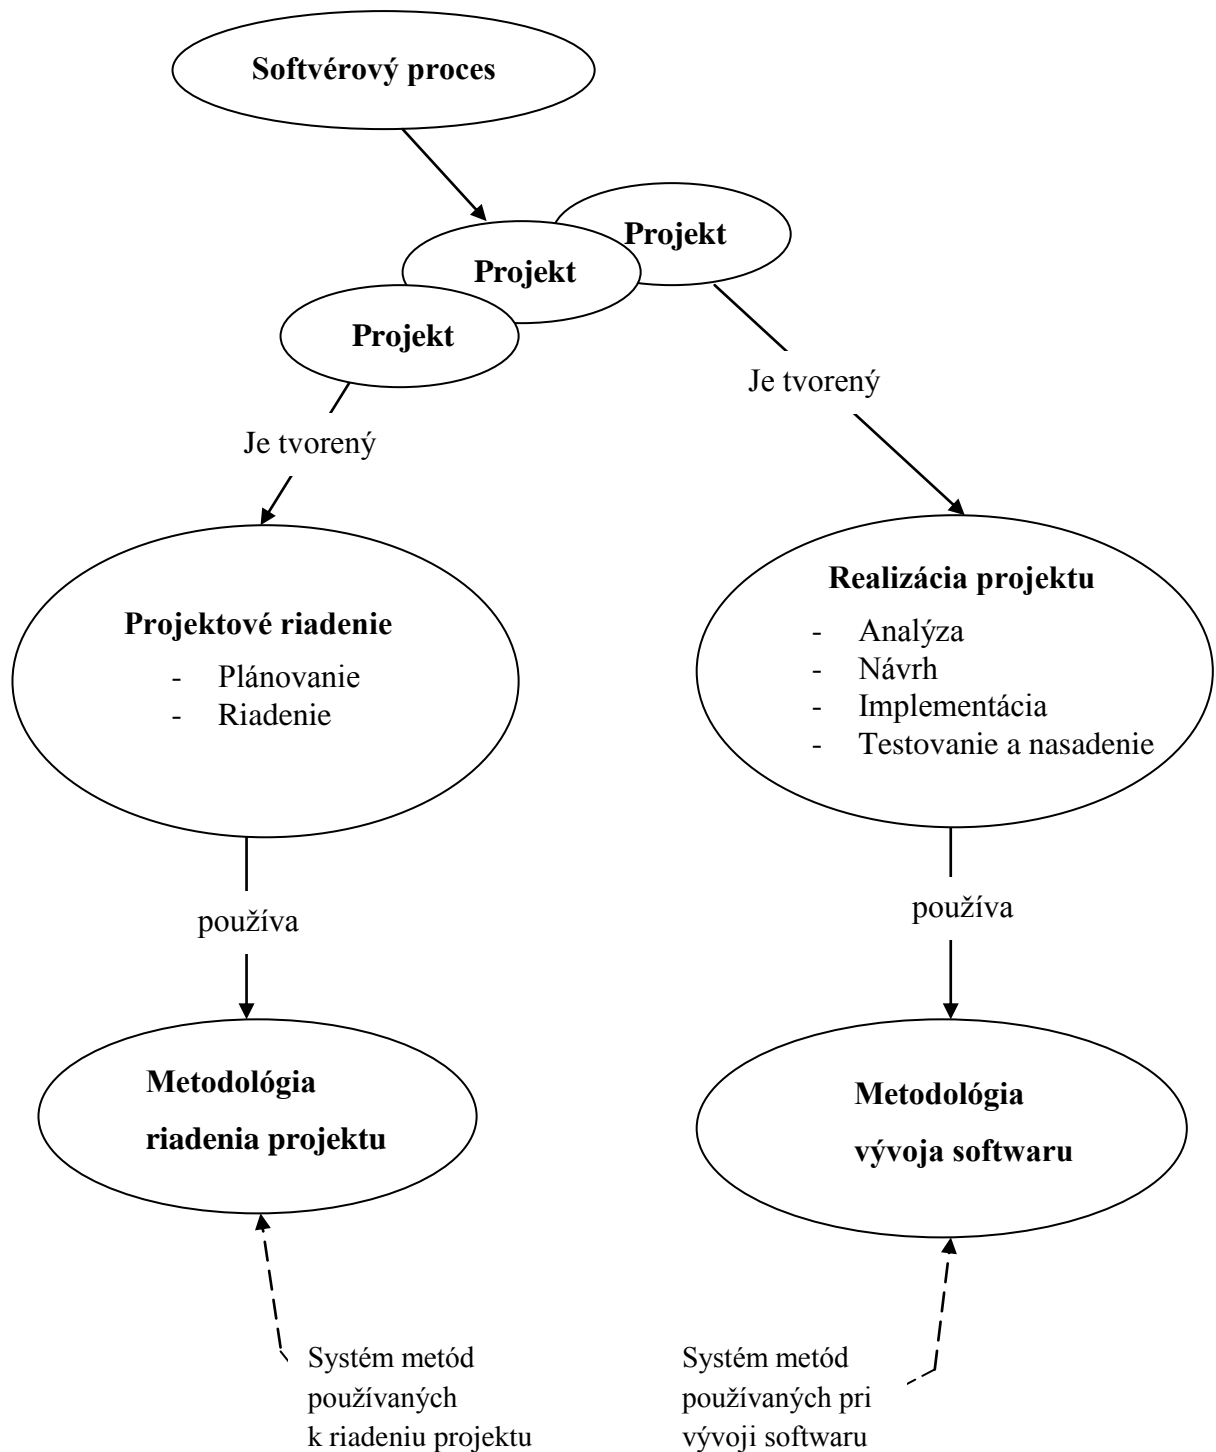 Softvérový proces
Projekt
Projekt
Projekt
Je tvorený
Je tvorený
Projektové riadenie
- Plánovanie
- Riadenie
Realizácia projektu
- Analýza
- Návrh
- Implementácia
- Testovanie a nasadenie
používa
používa
Metodológia
riadenia projektu
Metodológia
vývoja softwaru
Systém metód
používaných
k riadeniu projektu
Systém metód
používaných pri
vývoji softwaru